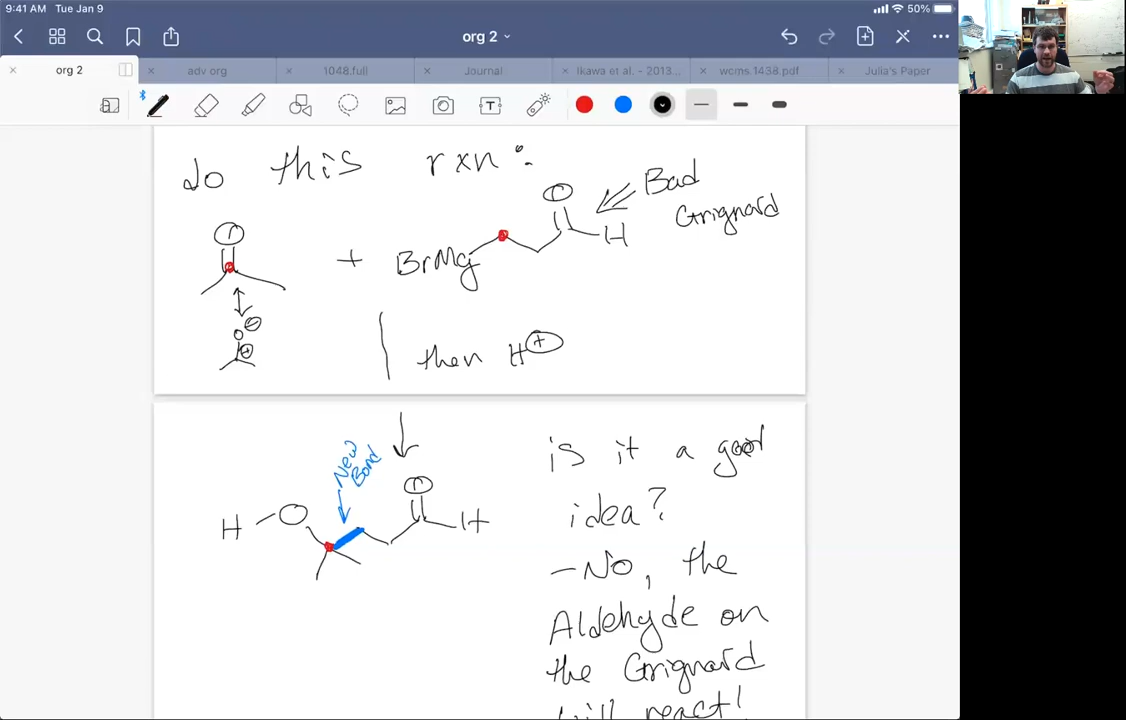 9:41 AM Tue Jan 9
50%
org 2
org 2
adv org
1048.full
Journal
Ikawa et al. - 2013...
wcms.1438.pdf
Julia's Paper
T
do this rxn:
O
+ BrMg
O
H
Bad
Grignard
O ⊖
⊕
then H⊕
New
Bond
H-O
O
H
is it a good
idea?
-No, the
Aldehyde on
the Grignard
will react!